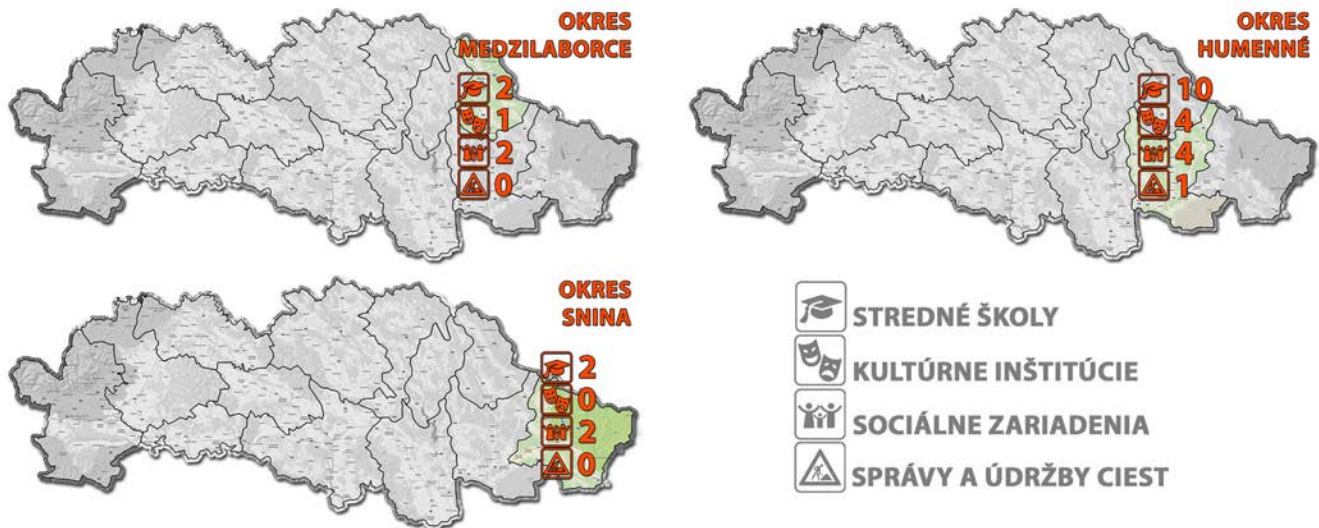 OKRES
MEDZILABORCE
2
1
2
0
OKRES
HUMENNÉ
10
4
4
1
OKRES
SNINA
2
0
2
0
STREDNÉ ŠKOLY
KULTÚRNE INŠTITÚCIE
SOCIÁLNE ZARIADENIA
SPRÁVY A ÚDRŽBY CIEST